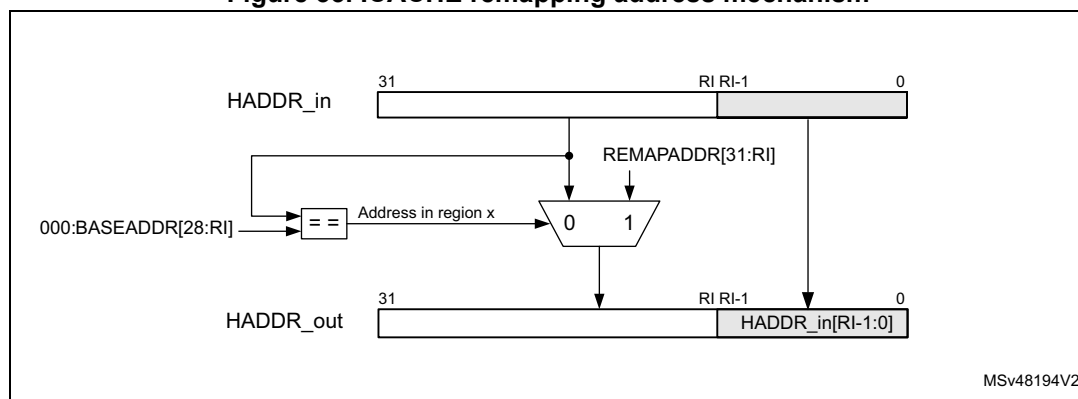 31 RI RI-1 0
HADDR_in
REMAPADDR[31:RI]
000:BASEADDR[28:RI]
= =
Address in region x
0 1
31 RI RI-1 0
HADDR_out
HADDR_in[RI-1:0]
MSv48194V2